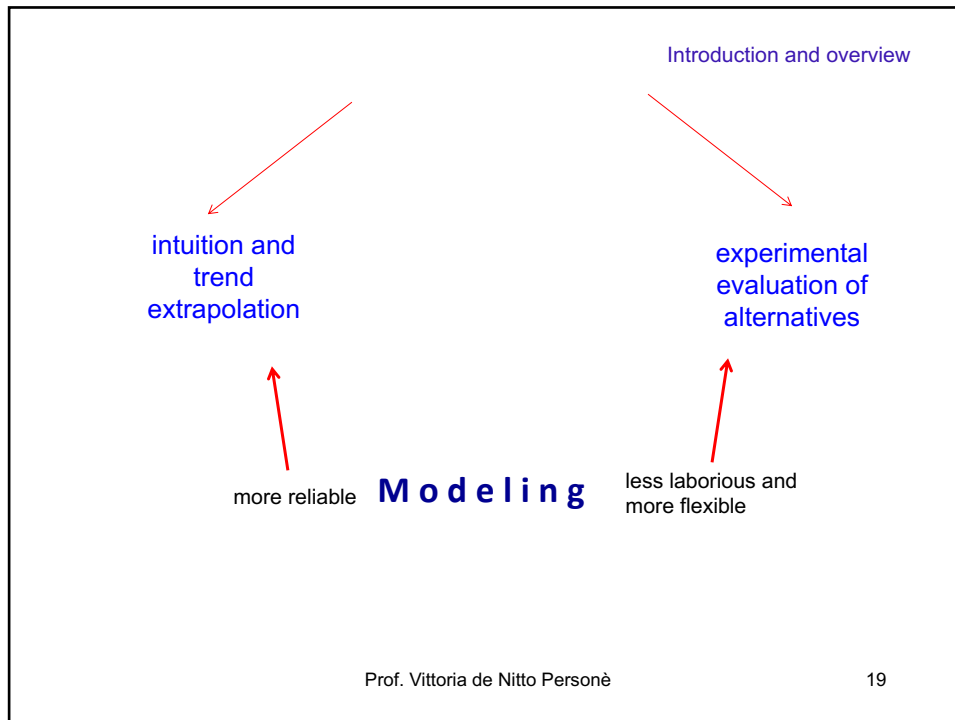 Introduction and overview
intuition and
trend
extrapolation
experimental
evaluation of
alternatives
more reliable
Modeling
less laborious and
more flexible
Prof. Vittoria de Nitto Personè
19